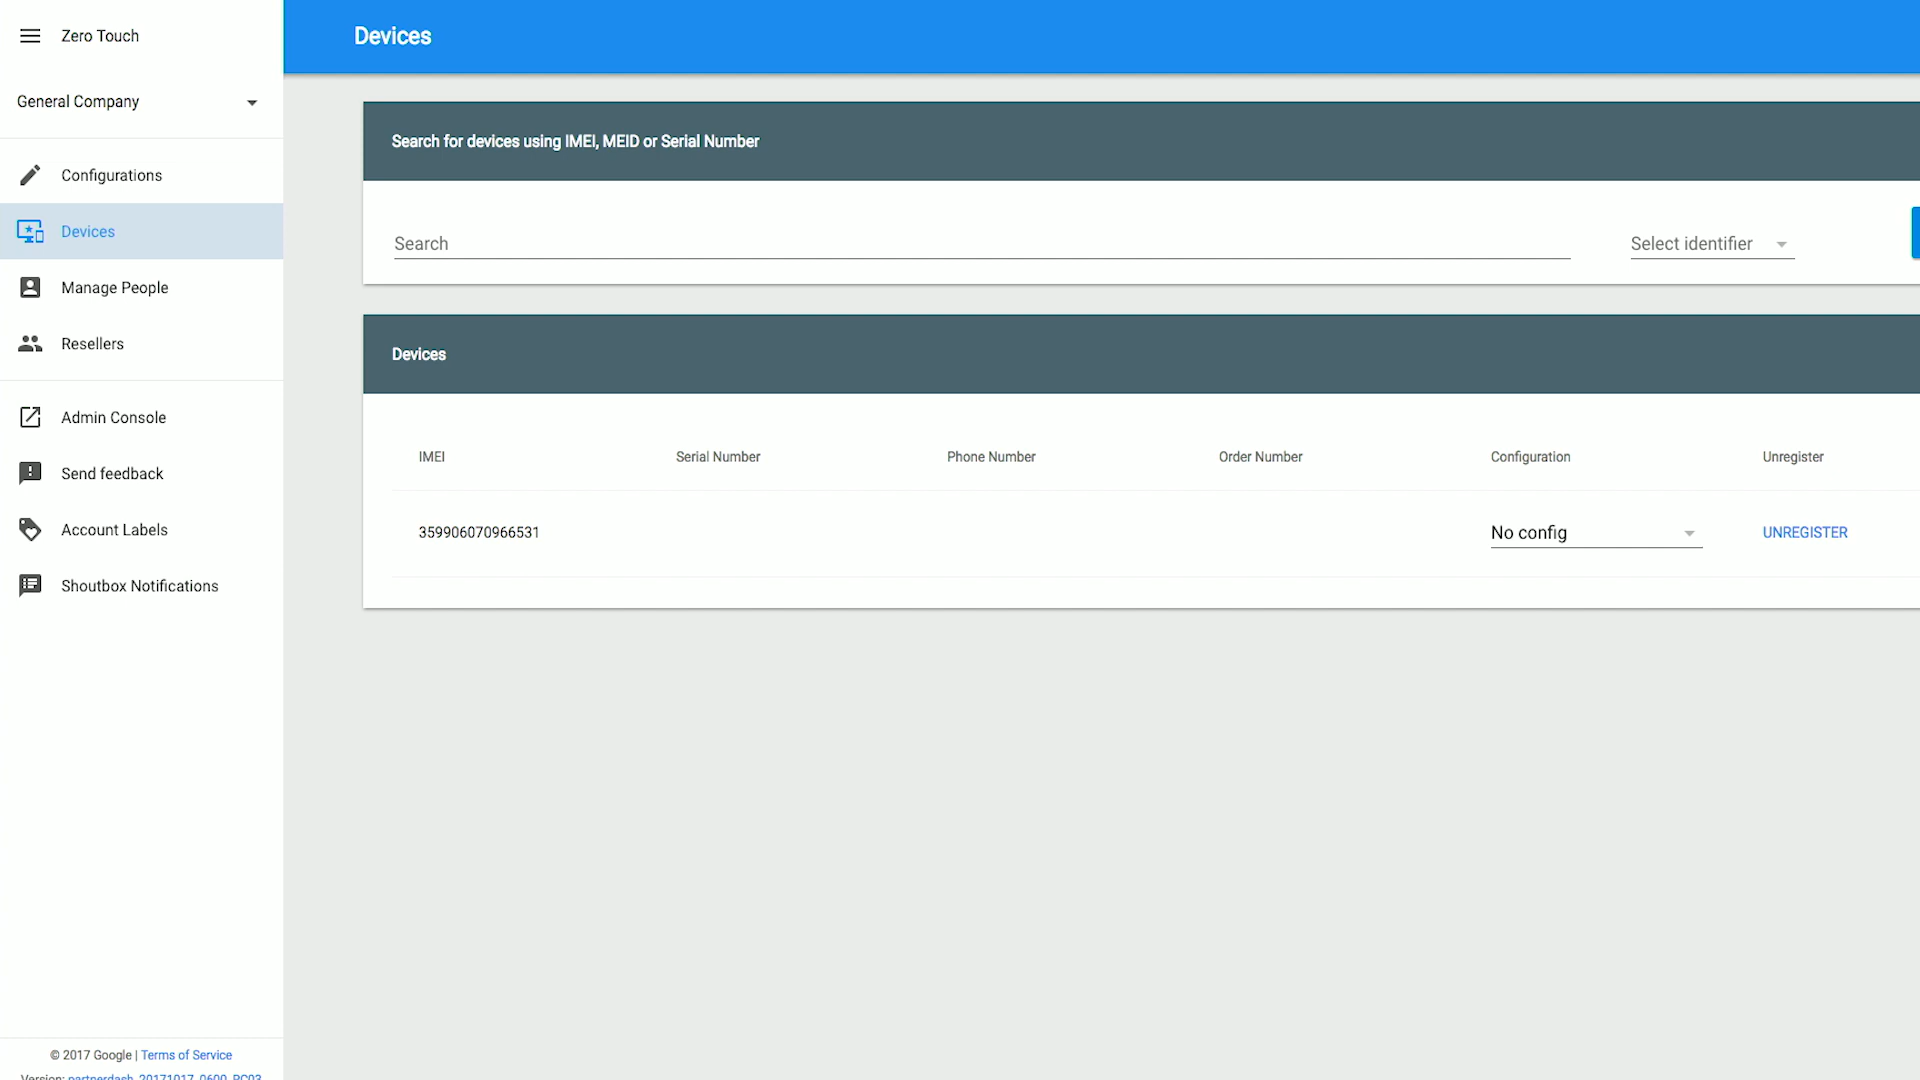 Zero Touch
Devices
General Company
Configurations
Devices
Manage People
Resellers
Admin Console
Send feedback
Account Labels
Shoutbox Notifications
Search for devices using IMEI, MEID or Serial Number
Search
Select identifier
Devices
IMEI Serial Number Phone Number Order Number Configuration Unregister
359906070966531 No config UNREGISTER
© 2017 Google | Terms of Service
Version: partnerdash_20171017_0600_RC03